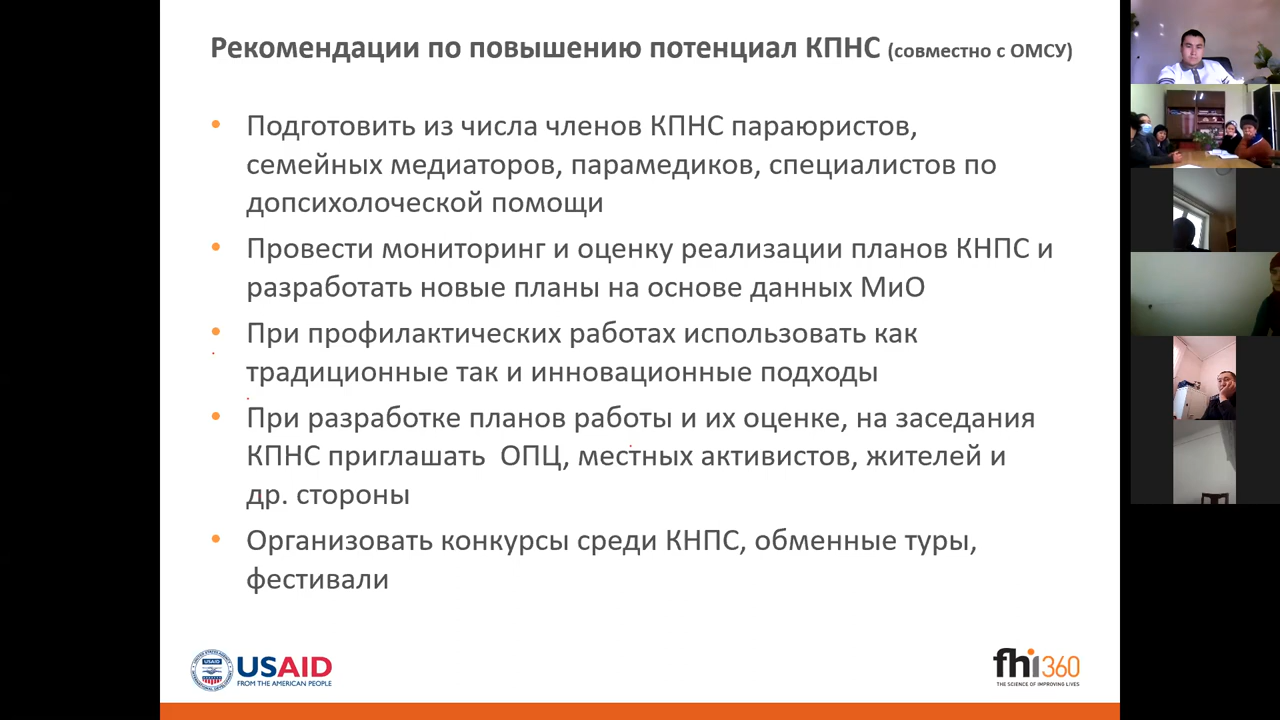 Рекомендации по повышению потенциал КПНС (совместно с ОМСУ)
• Подготовить из числа членов КПНС параюристов,
семейных медиаторов, парамедиков, специалистов по
допсихолоческой помощи
• Провести мониторинг и оценку реализации планов КНПС и
разработать новые планы на основе данных МиО
• При профилактических работах использовать как
традиционные так и инновационные подходы
• При разработке планов работы и их оценке, на заседания
КПНС приглашать ОПЦ, местных активистов, жителей и
др. стороны
• Организовать конкурсы среди КНПС, обменные туры,
фестивали
USAID
FROM THE AMERICAN PEOPLE
fhi 360
THE SCIENCE OF IMPROVING LIVES